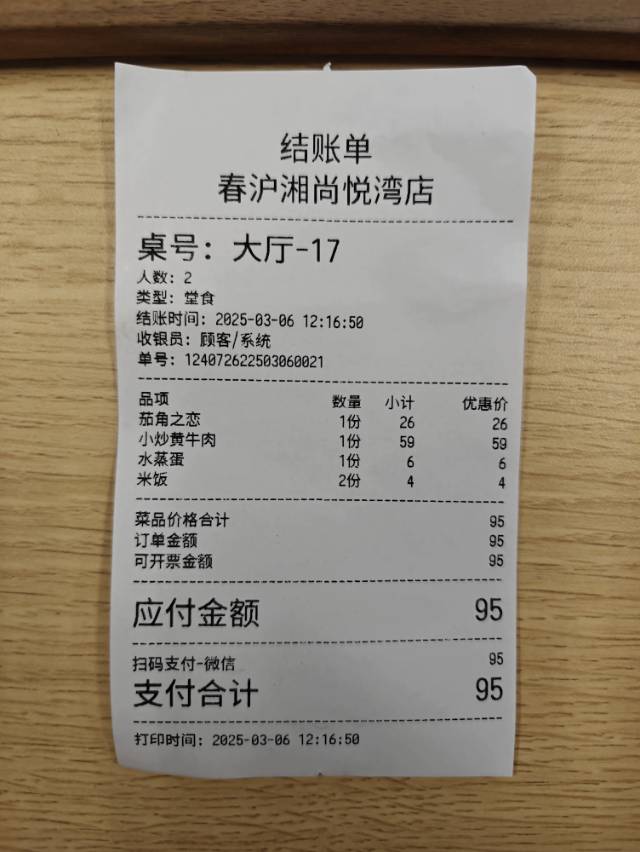 结账单
春沪湘尚悦湾店
桌号：大厅-17
人数：2
类型：堂食
结账时间：2025-03-06 12:16:50
收银员：顾客/系统
单号：124072622503060021
品项 数量 小计 优惠价
茄角之恋 1份 26 26
小炒黄牛肉 1份 59 59
水蒸蛋 1份 6 6
米饭 2份 4 4
菜品价格合计 95
订单金额 95
可开票金额 95
应付金额 95
扫码支付-微信 95
支付合计 95
打印时间：2025-03-06 12:16:50